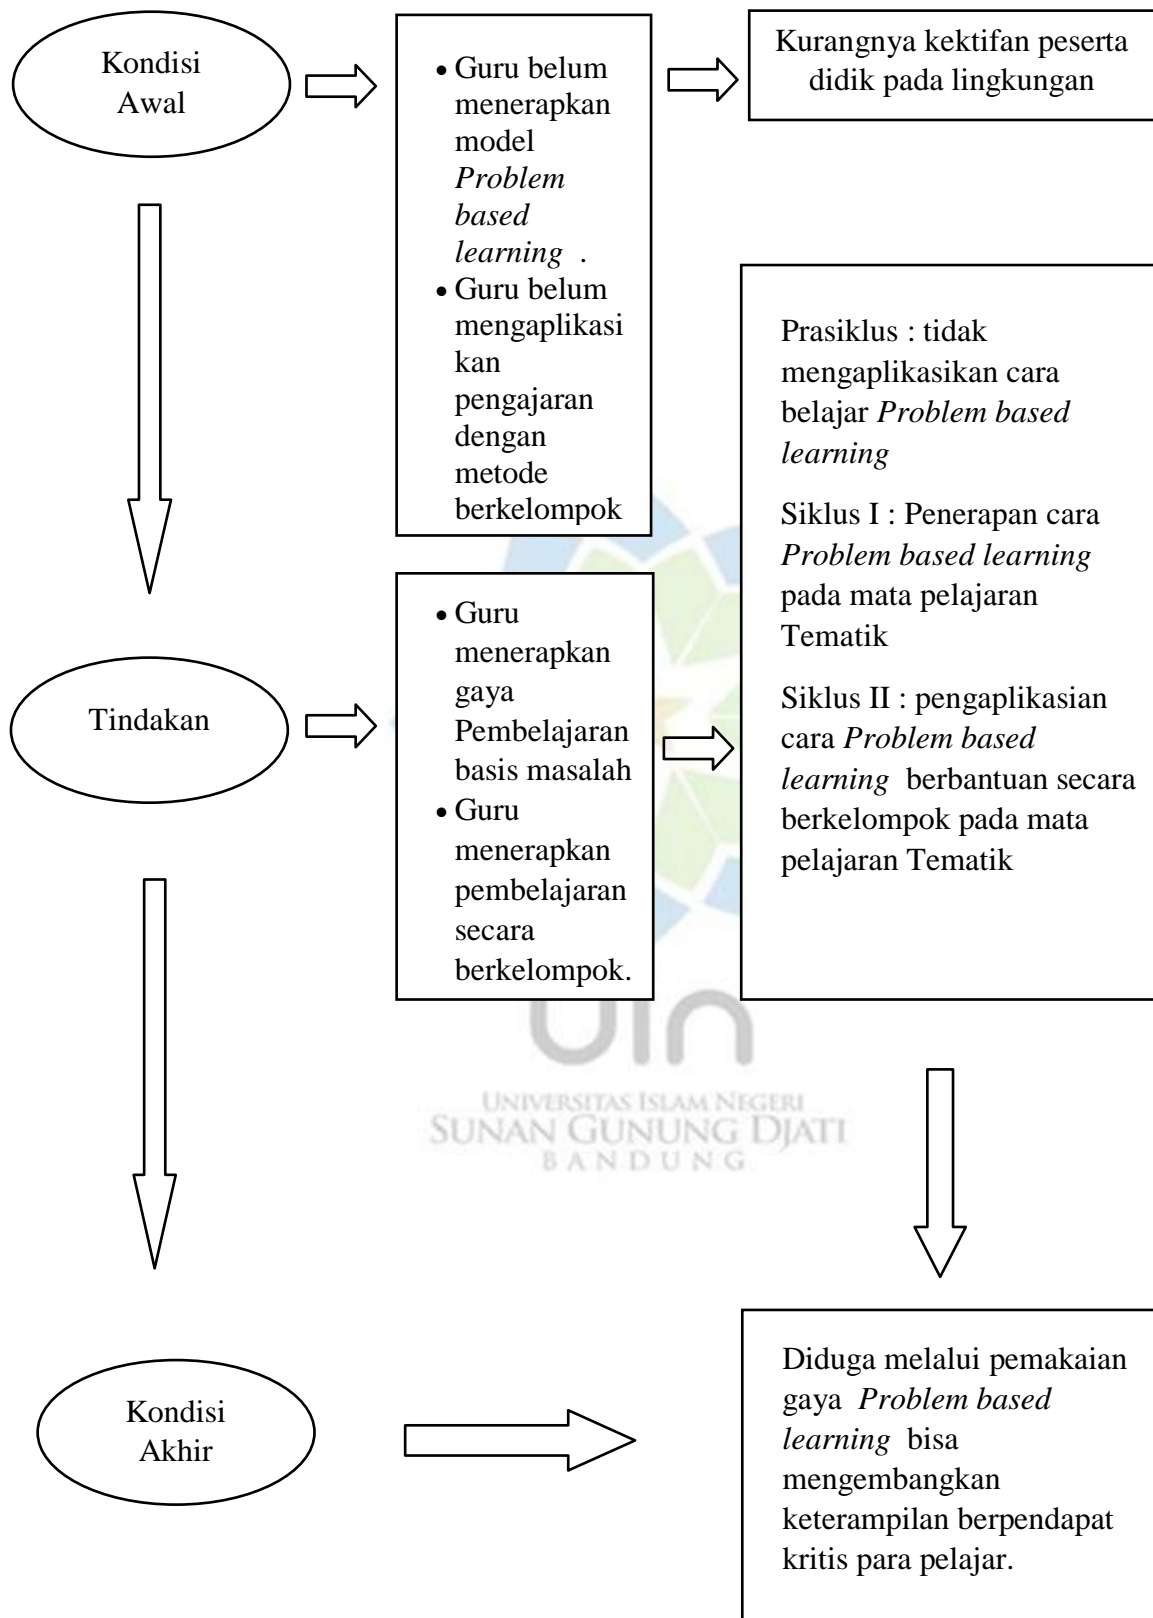 Kondisi
Awal
• Guru belum
menerapkan
model
Problem
based
learning .
• Guru belum
mengaplikasi
kan
pengajaran
dengan
metode
berkelompok
Kurangnya kektifan peserta
didik pada lingkungan
Tindakan
• Guru
menerapkan
gaya
Pembelajaran
basis masalah
• Guru
menerapkan
pembelajaran
secara
berkelompok.
Prasiklus : tidak
mengaplikasikan cara
belajar Problem based
learning
Siklus I : Penerapan cara
Problem based learning
pada mata pelajaran
Tematik
Siklus II : pengaplikasian
cara Problem based
learning berbantuan secara
berkelompok pada mata
pelajaran Tematik
uin
UNIVERSITAS ISLAM NEGERI
SUNAN GUNUNG DJATI
BANDUNG
Kondisi
Akhir
Diduga melalui pemakaian
gaya Problem based
learning bisa
mengembangkan
keterampilan berpendapat
kritis para pelajar.